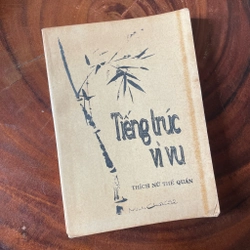 Tiếng trúc
vi vu
THÍCH NỮ THỂ QUÁN